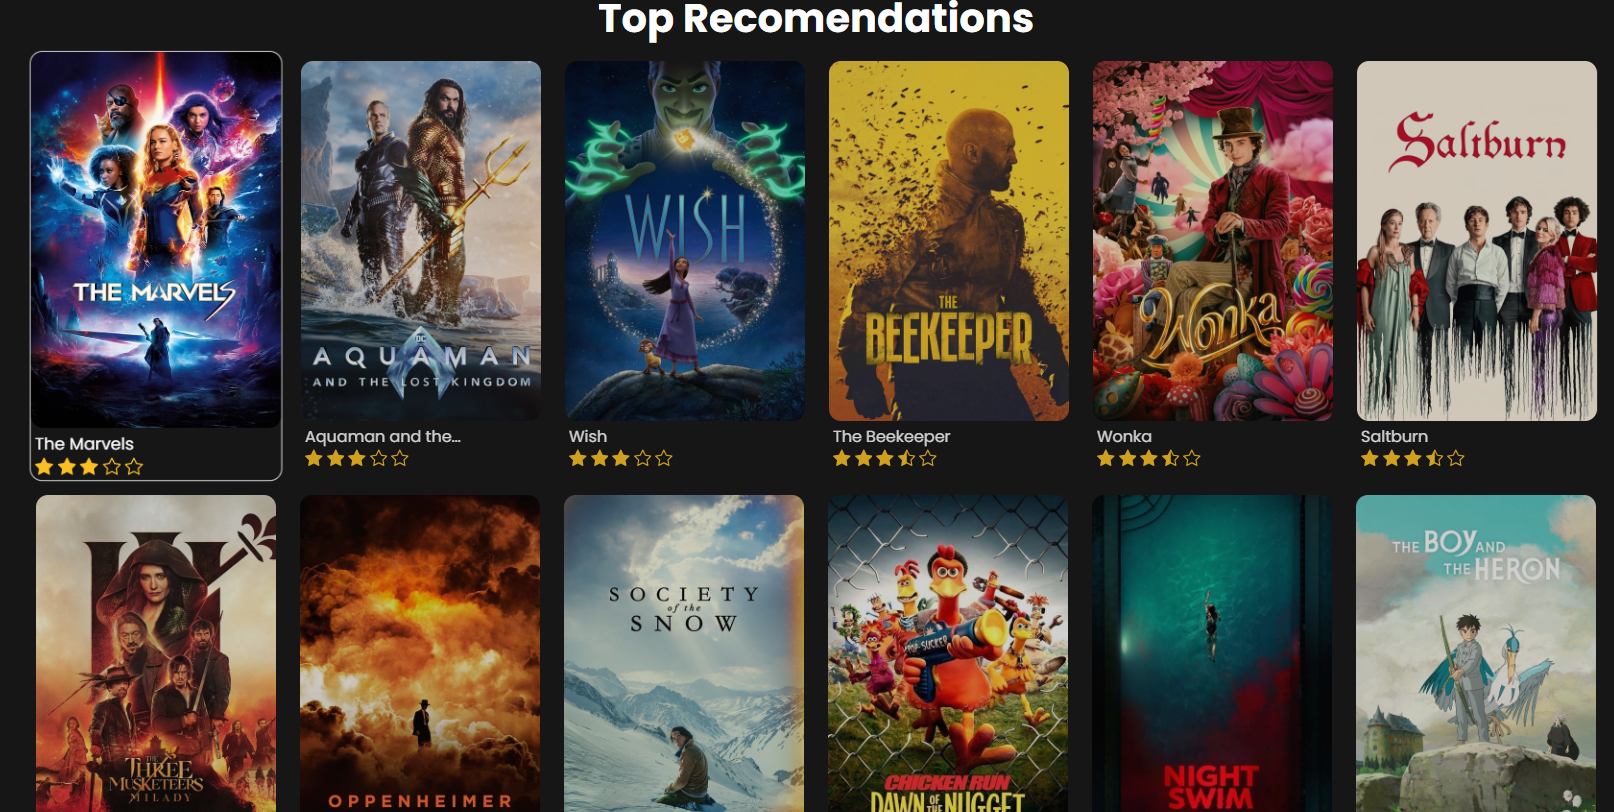 Top Recomendations
THE MARVELS
The Marvels
DC
AQUAMAN
AND THE LOST KINGDOM
Aquaman and the...
WISH
Wish
THE
BEEKEEPER
The Beekeeper
Wonka
Wonka
Saltburn
Saltburn
THE
THREE
MUSKETEERS
MILADY
OPPENHEIMER
SOCIETY
of the
SNOW
POP-SUCKER
CHICKEN RUN
DAWN OF THE NUGGET
NIGHT
SWIM
THE BOY AND
THE HERON